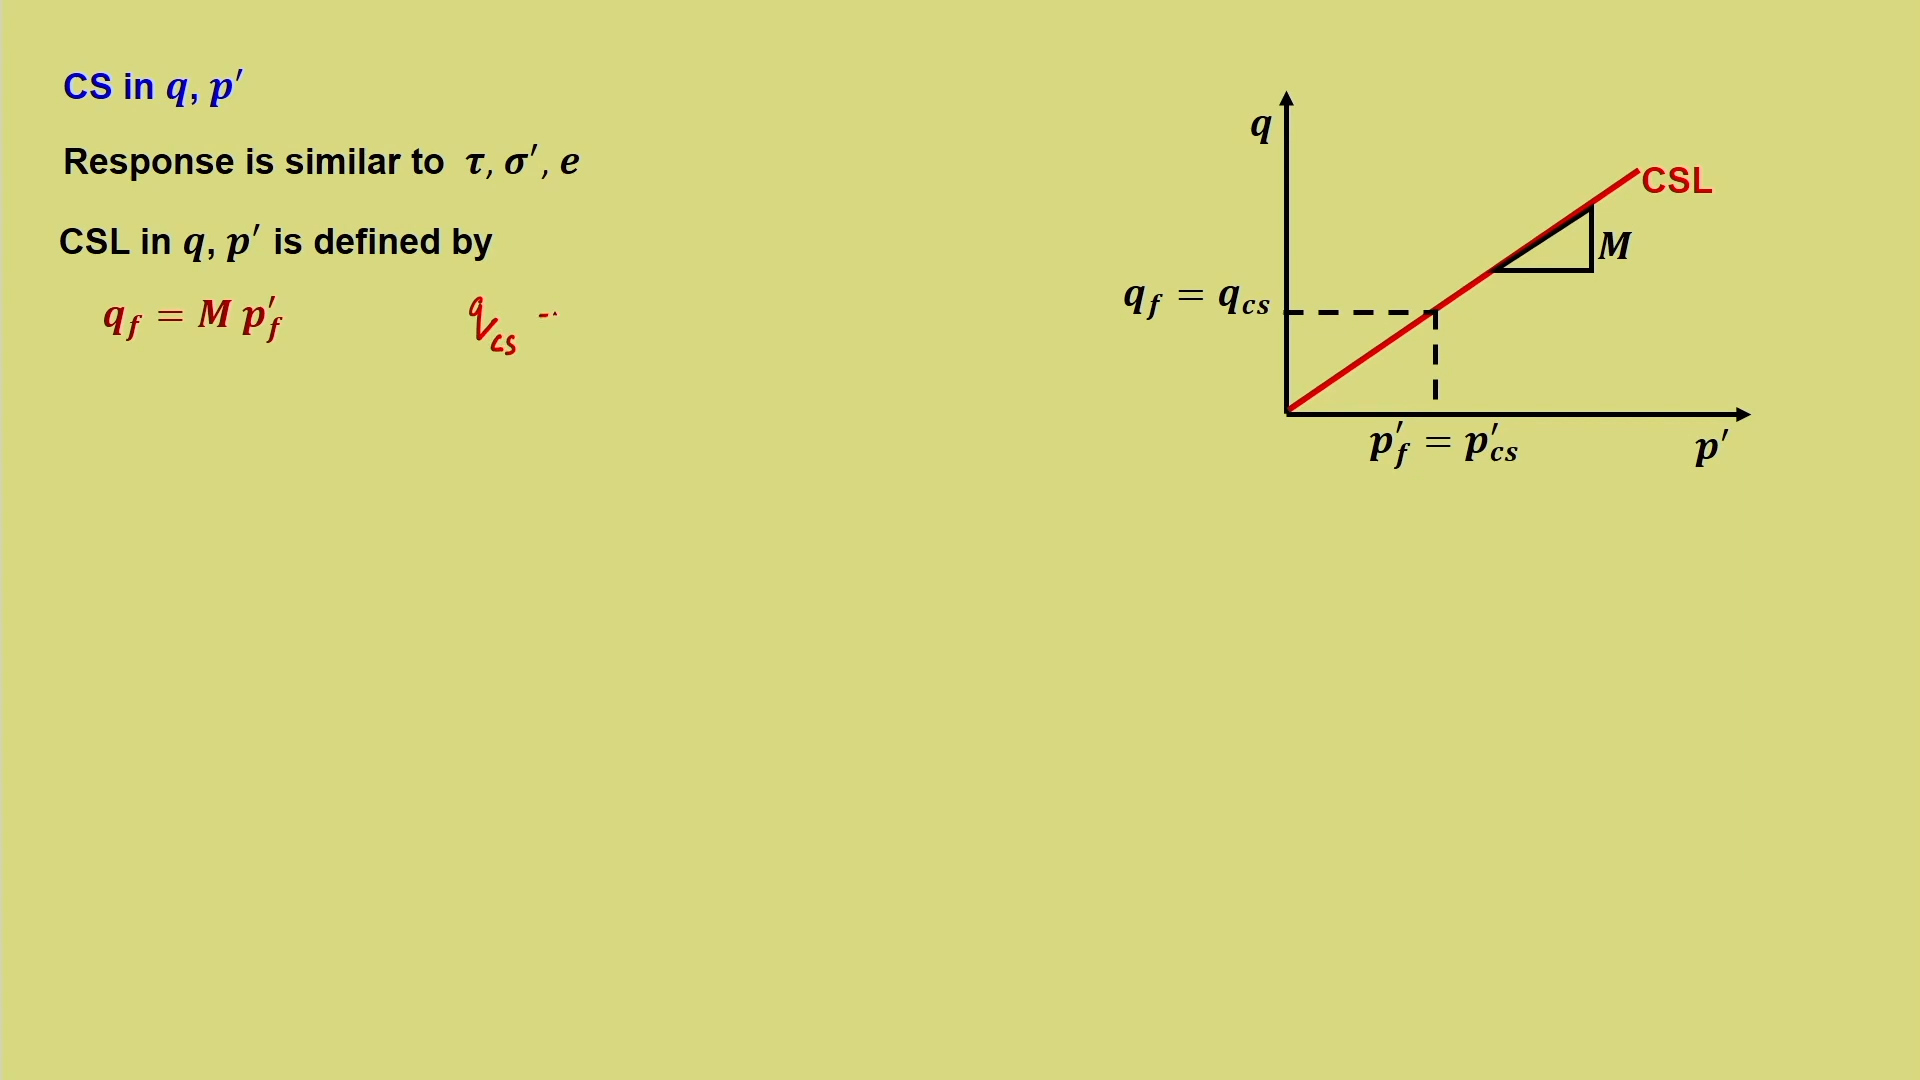 CS in q, p′
Response is similar to τ, σ′, e
CSL in q, p′ is defined by
q_f = M p′_f
q_cs -
q
CSL
M
q_f = q_cs
p′_f = p′_cs
p′